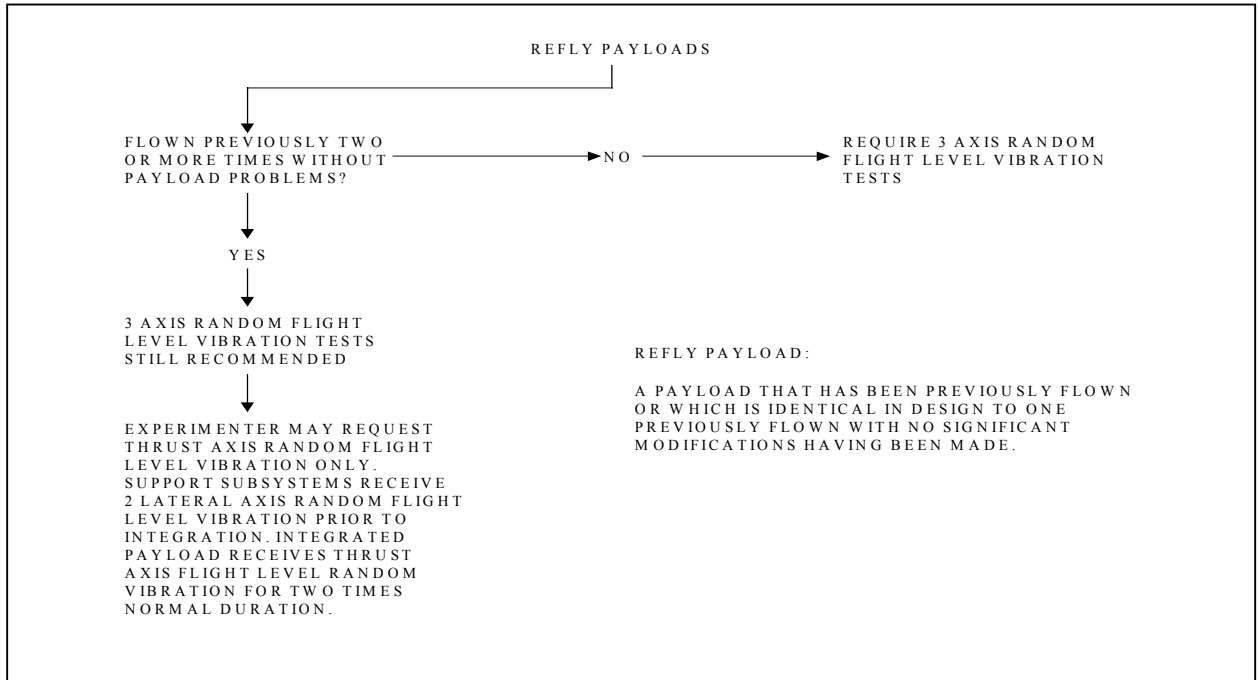 REFLY PAYLOADS
FLOWN PREVIOUSLY TWO
OR MORE TIMES WITHOUT
PAYLOAD PROBLEMS?
NO
REQUIRE 3 AXIS RANDOM
FLIGHT LEVEL VIBRATION
TESTS
YES
3 AXIS RANDOM FLIGHT
LEVEL VIBRATION TESTS
STILL RECOMMENDED
REFLY PAYLOAD:
A PAYLOAD THAT HAS BEEN PREVIOUSLY FLOWN
OR WHICH IS IDENTICAL IN DESIGN TO ONE
PREVIOUSLY FLOWN WITH NO SIGNIFICANT
MODIFICATIONS HAVING BEEN MADE.
EXPERIMENTER MAY REQUEST
THRUST AXIS RANDOM FLIGHT
LEVEL VIBRATION ONLY.
SUPPORT SUBSYSTEMS RECEIVE
2 LATERAL AXIS RANDOM FLIGHT
LEVEL VIBRATION PRIOR TO
INTEGRATION. INTEGRATED
PAYLOAD RECEIVES THRUST
AXIS FLIGHT LEVEL RANDOM
VIBRATION FOR TWO TIMES
NORMAL DURATION.